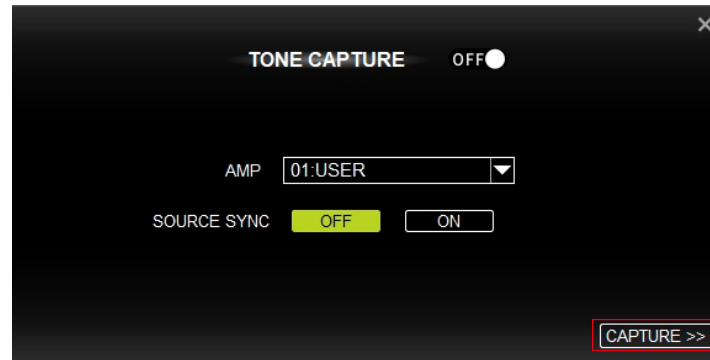 TONE CAPTURE OFF
AMP 01:USER
SOURCE SYNC OFF ON
CAPTURE >>